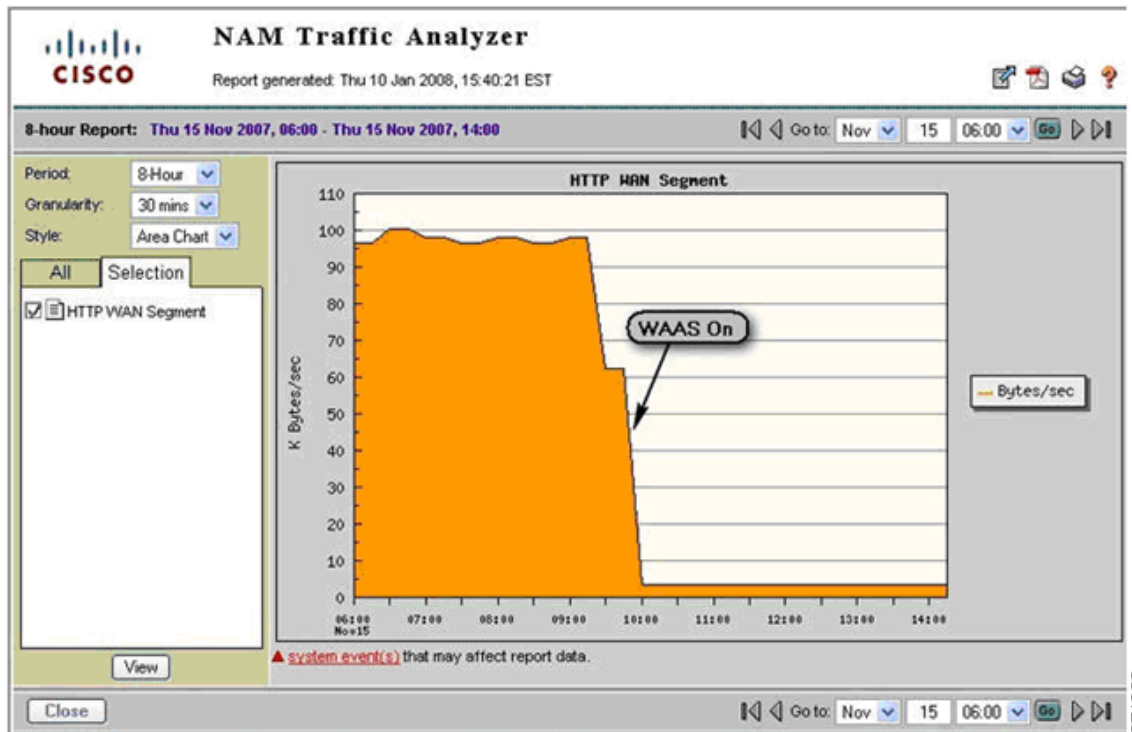 CISCO
NAM Traffic Analyzer
Report generated: Thu 10 Jan 2008, 15:40:21 EST
8-hour Report: Thu 15 Nov 2007, 06:00 - Thu 15 Nov 2007, 14:00
Go to: Nov 15 06:00 Go
Period: 8-Hour
Granularity: 30 mins
Style: Area Chart
All Selection
HTTP WAN Segment
View
HTTP WAN Segment
K Bytes/sec
110
100
90
80
70
60
50
40
30
20
10
0
WAAS On
06:00 07:00 08:00 09:00 10:00 11:00 12:00 13:00 14:00
Nov15
Bytes/sec
system event(s) that may affect report data.
Close
Go to: Nov 15 06:00 Go